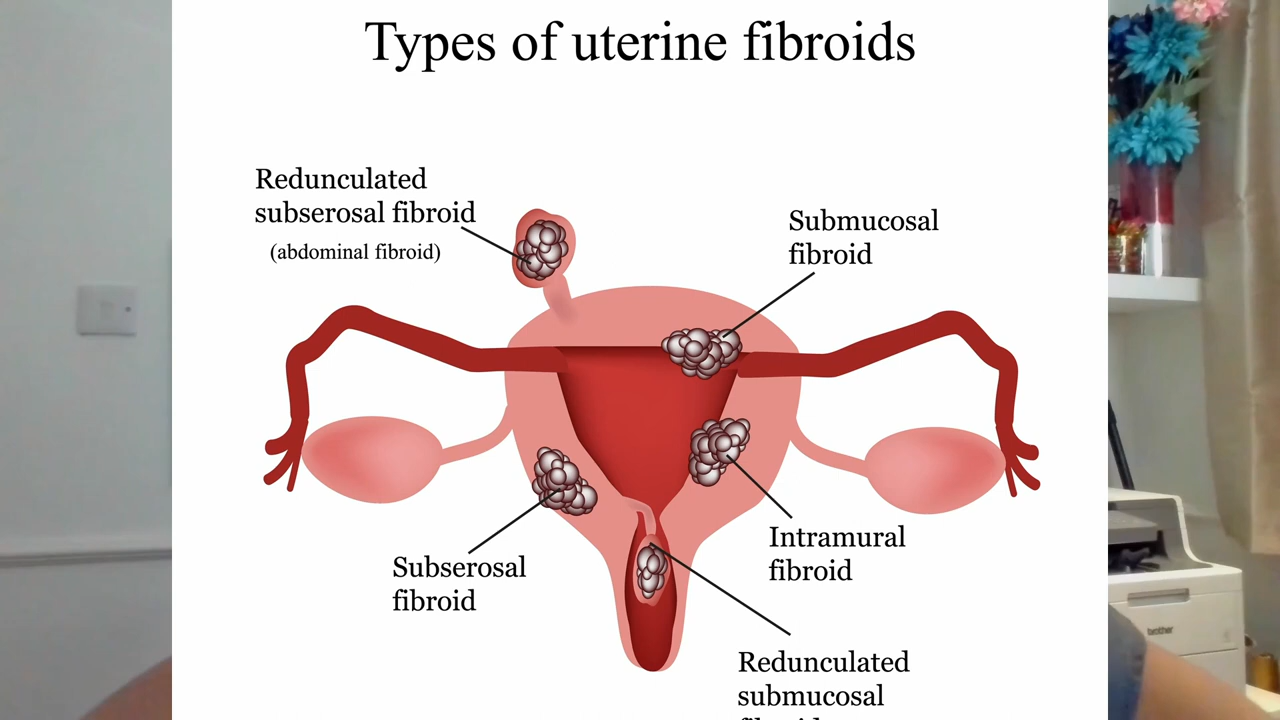 Types of uterine fibroids
Redunculated
subserosal fibroid
(abdominal fibroid)
Submucosal
fibroid
Subserosal
fibroid
Intramural
fibroid
Redunculated
submucosal
brother